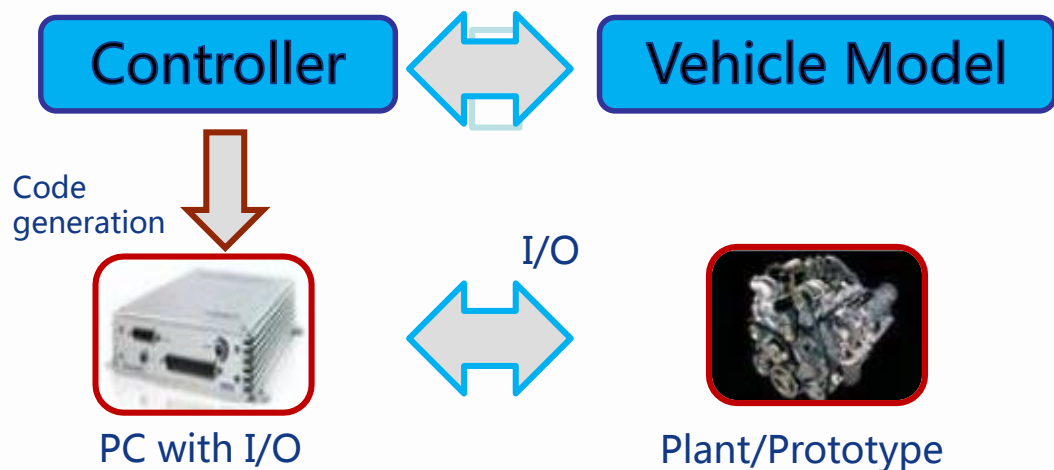 Controller
Vehicle Model
Code
generation
I/O
PC with I/O
Plant/Prototype